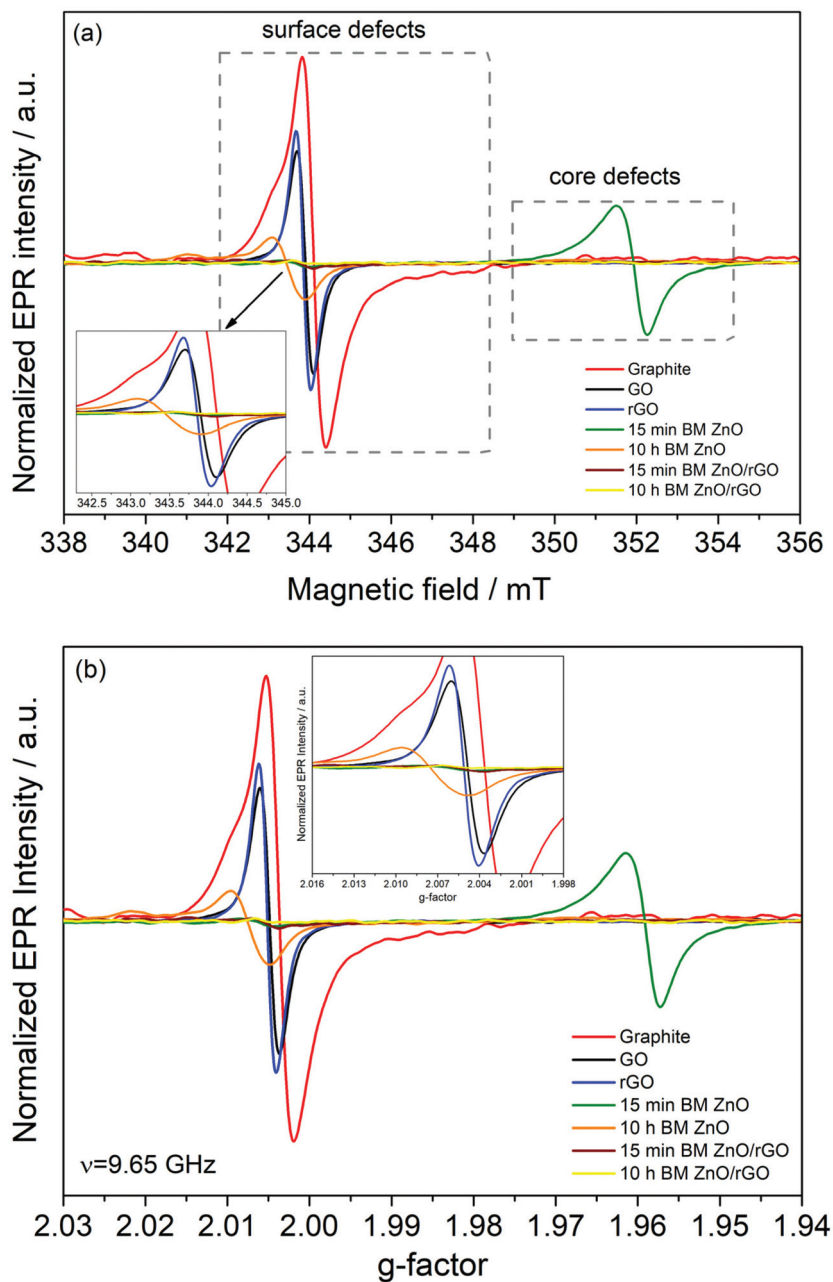 (a)
surface defects
core defects
Normalized EPR intensity / a.u.
Graphite
GO
rGO
15 min BM ZnO
10 h BM ZnO
15 min BM ZnO/rGO
10 h BM ZnO/rGO
342.5 343.0 343.5 344.0 344.5 345.0
338 340 342 344 346 348 350 352 354 356
Magnetic field / mT
(b)
Normalized EPR Intensity / a.u.
Normalized EPR Intensity / a.u.
2.016 2.013 2.010 2.007 2.004 2.001 1.998
g-factor
Graphite
GO
rGO
15 min BM ZnO
10 h BM ZnO
15 min BM ZnO/rGO
10 h BM ZnO/rGO
ν=9.65 GHz
2.03 2.02 2.01 2.00 1.99 1.98 1.97 1.96 1.95 1.94
g-factor